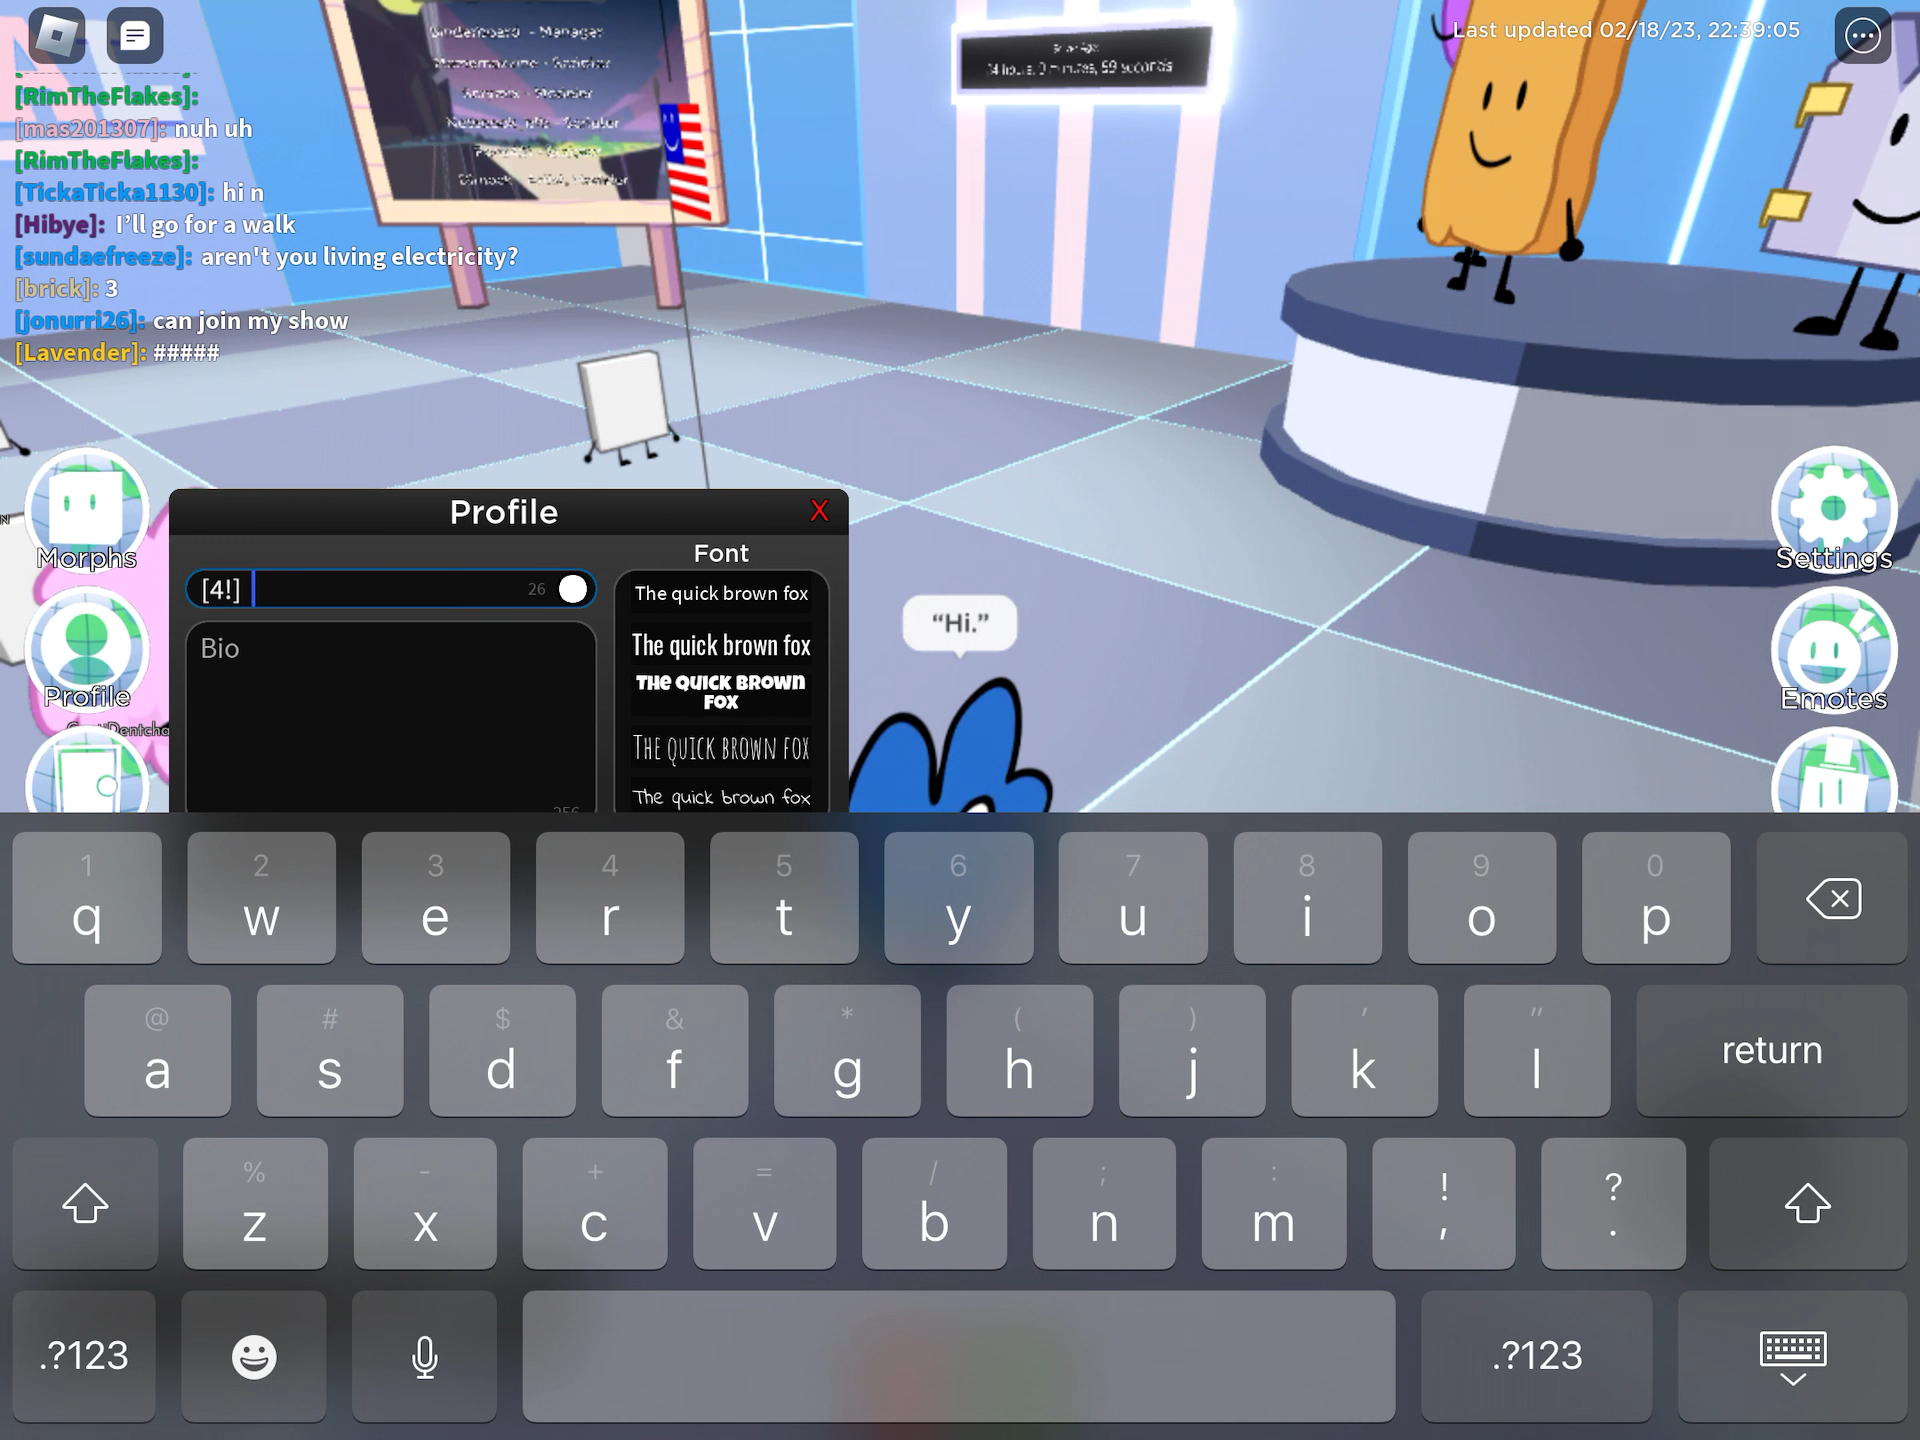 Last updated 02/18/23, 22:39:05
[RimTheFlakes]:
[mas201307]: nuh uh
[RimTheFlakes]:
[TickaTicka1130]: hi n
[Hibye]: I'll go for a walk
[sundaefreeze]: aren't you living electricity?
[brick]: 3
[jonurri26]: can join my show
[Lavender]: #####
Morphs
Profile
Settings
Emotes
Profile X
[4!] 26
Bio
256
Font
The quick brown fox
The quick brown fox
The quick brown fox
The quick brown fox
The quick brown fox
“Hi.”
1 2 3 4 5 6 7 8 9 0
q w e r t y u i o p
@ # $ & * ( ) ' "
a s d f g h j k l return
% - + = / ; : ! ?
z x c v b n m , .
.?123 .?123